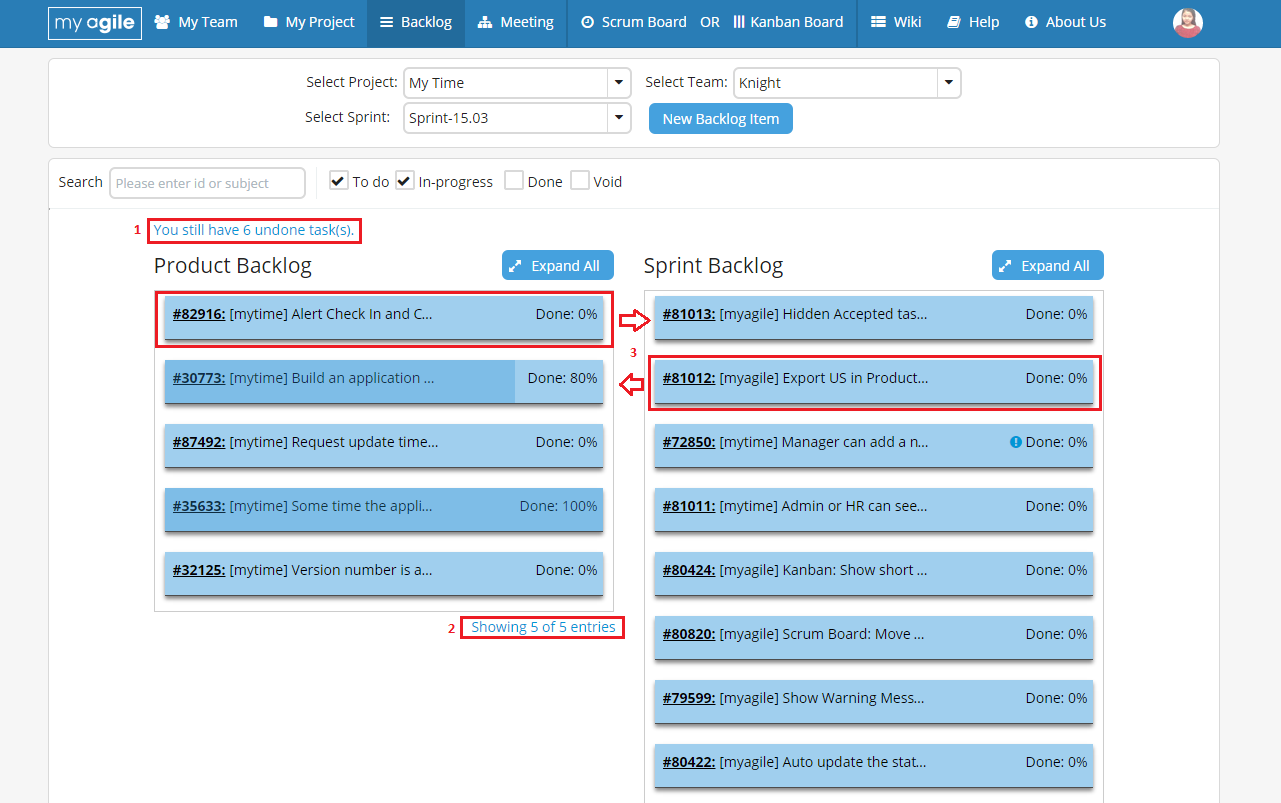 my agile My Team My Project Backlog Meeting Scrum Board OR Kanban Board Wiki Help About Us
Select Project: My Time Select Team: Knight
Select Sprint: Sprint-15.03 New Backlog Item
Search Please enter id or subject To do In-progress Done Void
1 You still have 6 undone task(s).
Product Backlog Expand All
#82916: [mytime] Alert Check In and C... Done: 0%
#30773: [mytime] Build an application ... Done: 80%
#87492: [mytime] Request update time... Done: 0%
#35633: [mytime] Some time the appli... Done: 100%
#32125: [mytime] Version number is a... Done: 0%
2 Showing 5 of 5 entries
3
Sprint Backlog Expand All
#81013: [myagile] Hidden Accepted tas... Done: 0%
#81012: [myagile] Export US in Product... Done: 0%
#72850: [mytime] Manager can add a n... Done: 0%
#81011: [mytime] Admin or HR can see... Done: 0%
#80424: [myagile] Kanban: Show short ... Done: 0%
#80820: [myagile] Scrum Board: Move ... Done: 0%
#79599: [myagile] Show Warning Mess... Done: 0%
#80422: [myagile] Auto update the stat... Done: 0%